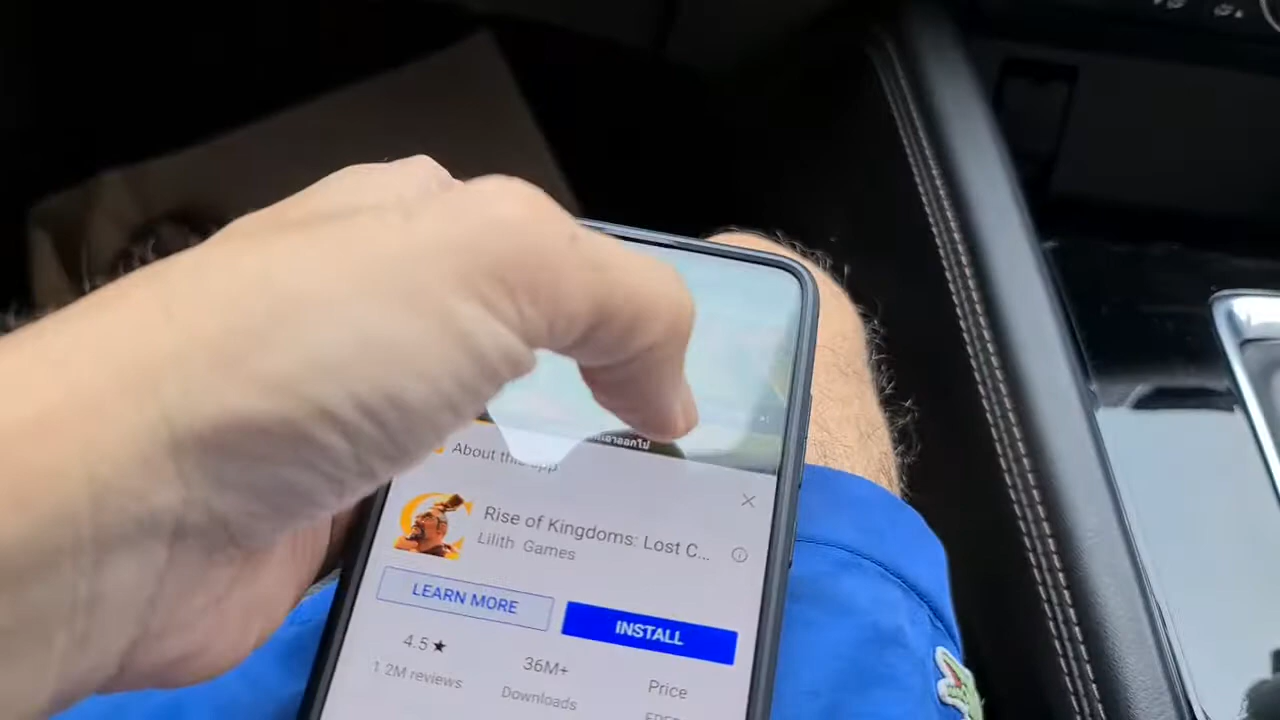 About this app
Rise of Kingdoms: Lost C...
Lilith Games
LEARN MORE
INSTALL
4.5★
36M+
Price
1.2M reviews
Downloads